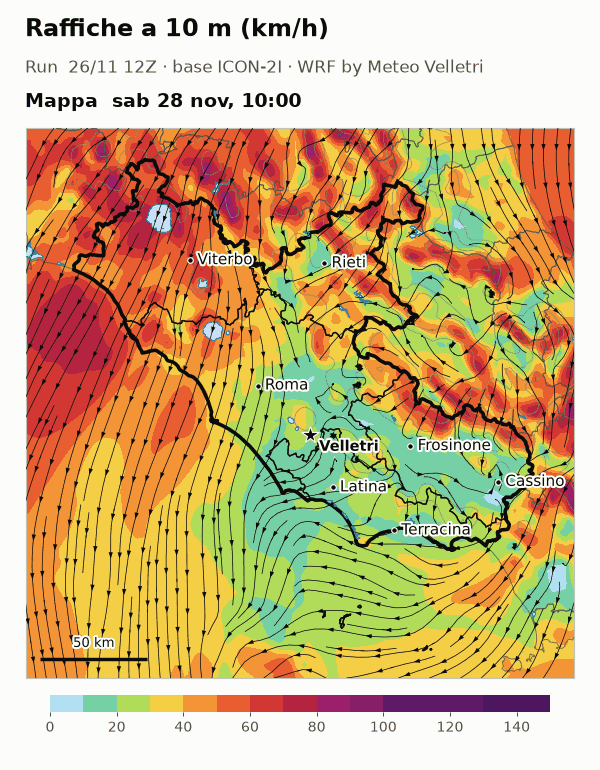 Raffiche a 10 m (km/h)
Run  26/11 12Z · base ICON-2I · WRF by Meteo Velletri
Mappa  sab 28 nov, 10:00
Viterbo
Rieti
Roma
Velletri
Frosinone
Cassino
Latina
Terracina
50 km
0 20 40 60 80 100 120 140